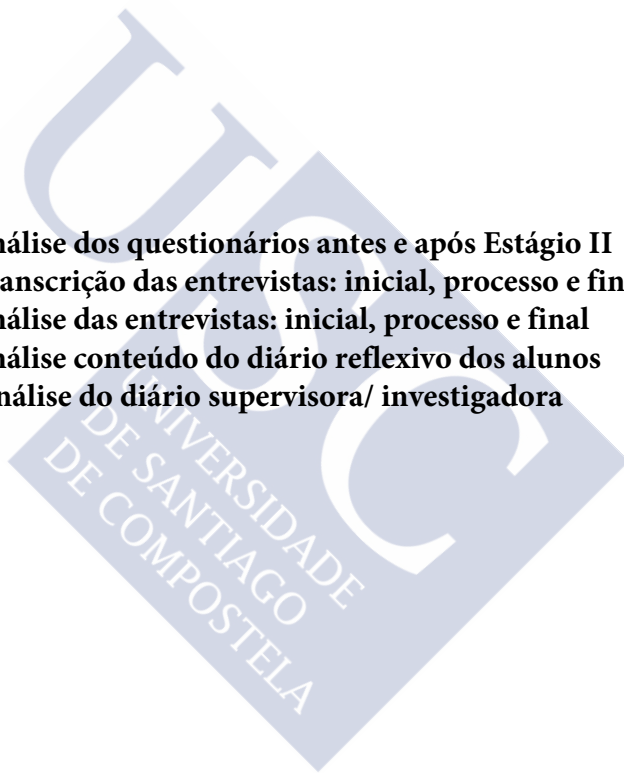 nálise dos questionários antes e após Estágio II
anscrição das entrevistas: inicial, processo e fin
nálise das entrevistas: inicial, processo e final
nálise conteúdo do diário reflexivo dos alunos
nálise do diário supervisora/ investigadora
USC
UNIVERSIDADE
DE SANTIAGO
DE COMPOSTELA